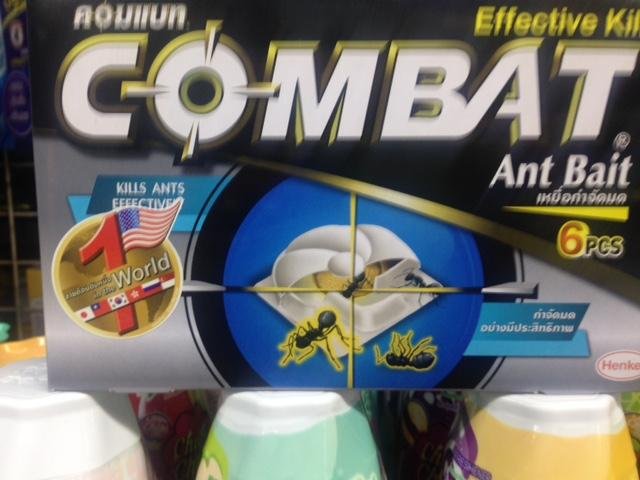 คอมแบท
Effective Kil
COMBAT
®
Ant Bait
เหยื่อกำจัดมด
6PCS
KILLS ANTS
EFFECTIVELY
1
World
กำจัดมด
อย่างมีประสิทธิภาพ
Henke